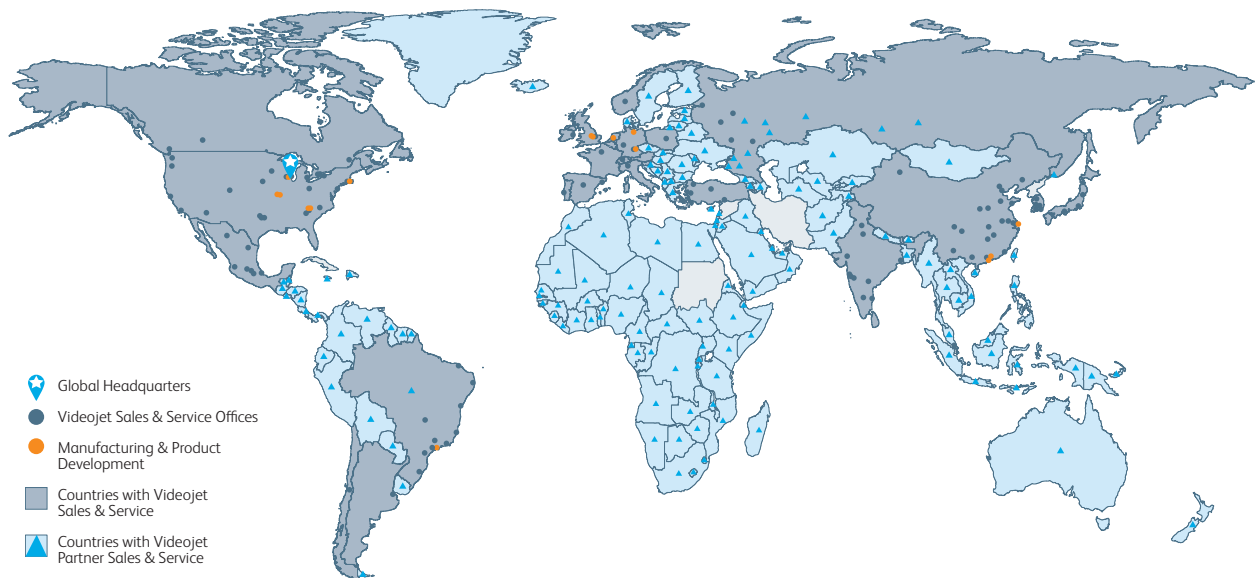 Global Headquarters
Videojet Sales & Service Offices
Manufacturing & Product
Development
Countries with Videojet
Sales & Service
Countries with Videojet
Partner Sales & Service